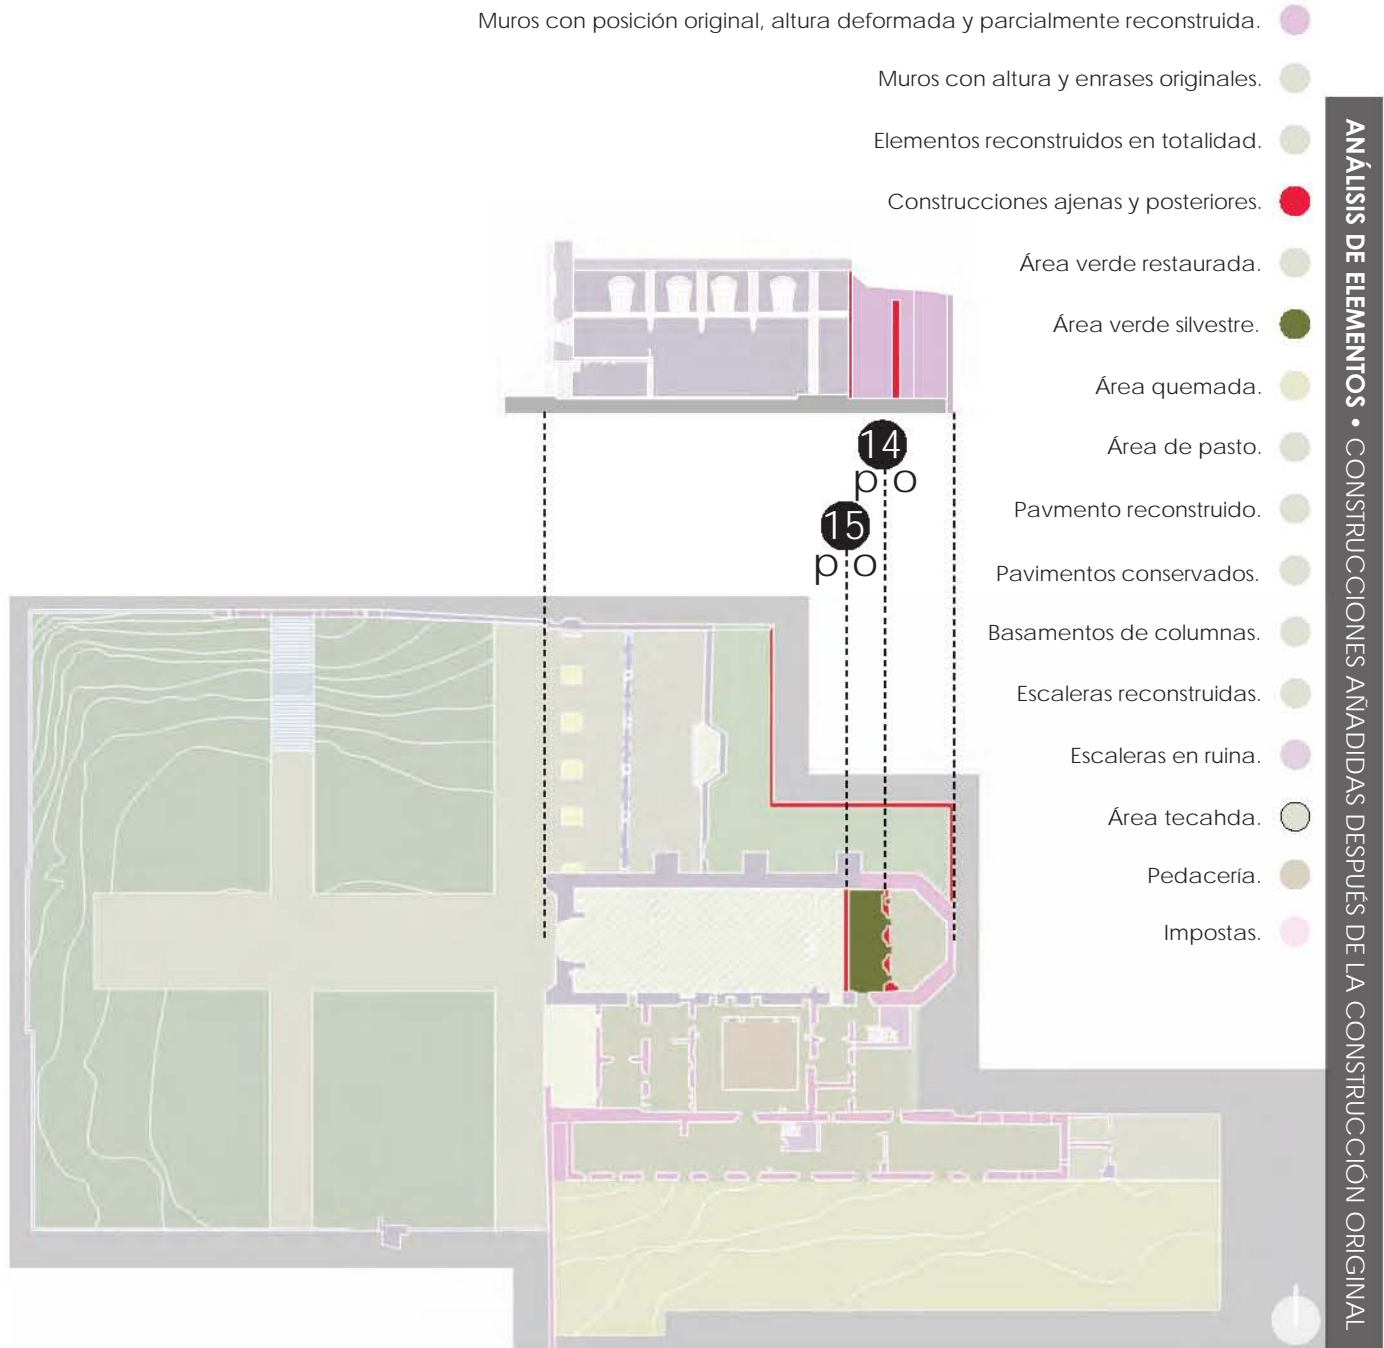 Muros con posición original, altura deformada y parcialmente reconstruida.
Muros con altura y enrases originales.
Elementos reconstruidos en totalidad.
Construcciones ajenas y posteriores.
Área verde restaurada.
Área verde silvestre.
Área quemada.
Área de pasto.
Pavmento reconstruido.
Pavimentos conservados.
Basamentos de columnas.
Escaleras reconstruidas.
Escaleras en ruina.
Área tecahda.
Pedacería.
Impostas.
14
p o
15
p o
ANÁLISIS DE ELEMENTOS • CONSTRUCCIONES AÑADIDAS DESPUÉS DE LA CONSTRUCCIÓN ORIGINAL